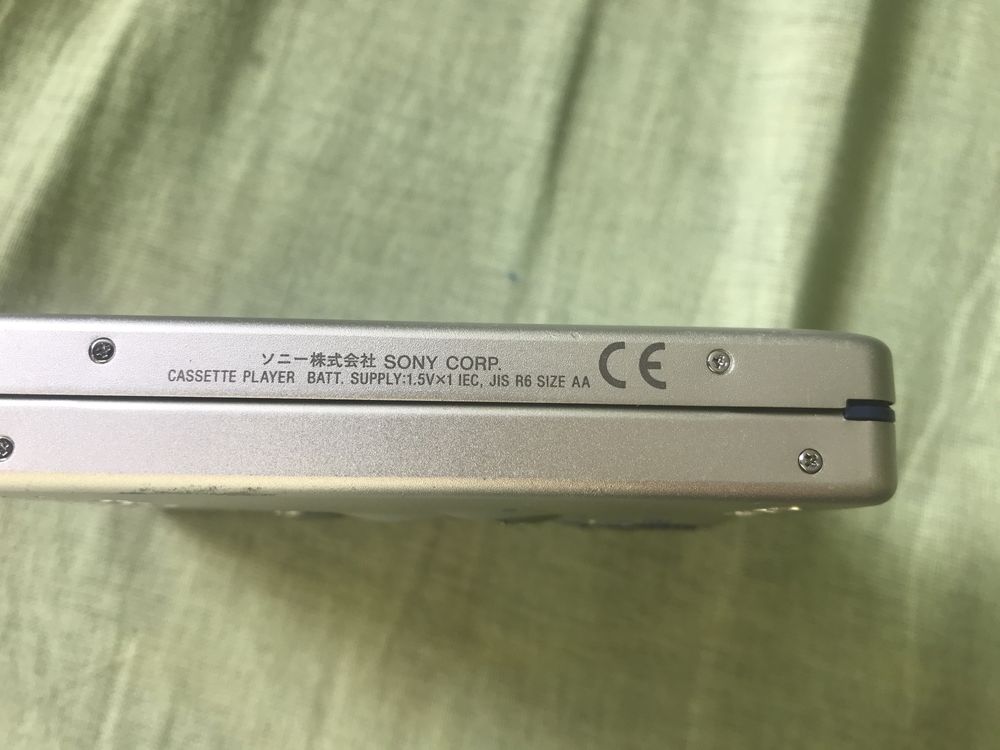 ソニー株式会社 SONY CORP.
CASSETTE PLAYER BATT. SUPPLY:1.5V×1 IEC, JIS R6 SIZE AA
CE